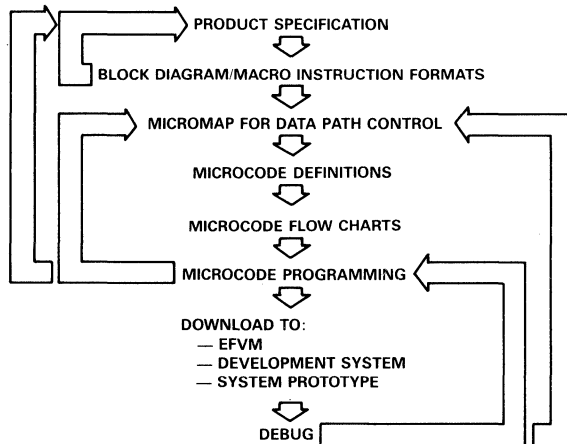 PRODUCT SPECIFICATION
BLOCK DIAGRAM/MACRO INSTRUCTION FORMATS
MICROMAP FOR DATA PATH CONTROL
MICROCODE DEFINITIONS
MICROCODE FLOW CHARTS
MICROCODE PROGRAMMING
DOWNLOAD TO:
— EFVM
— DEVELOPMENT SYSTEM
— SYSTEM PROTOTYPE
DEBUG